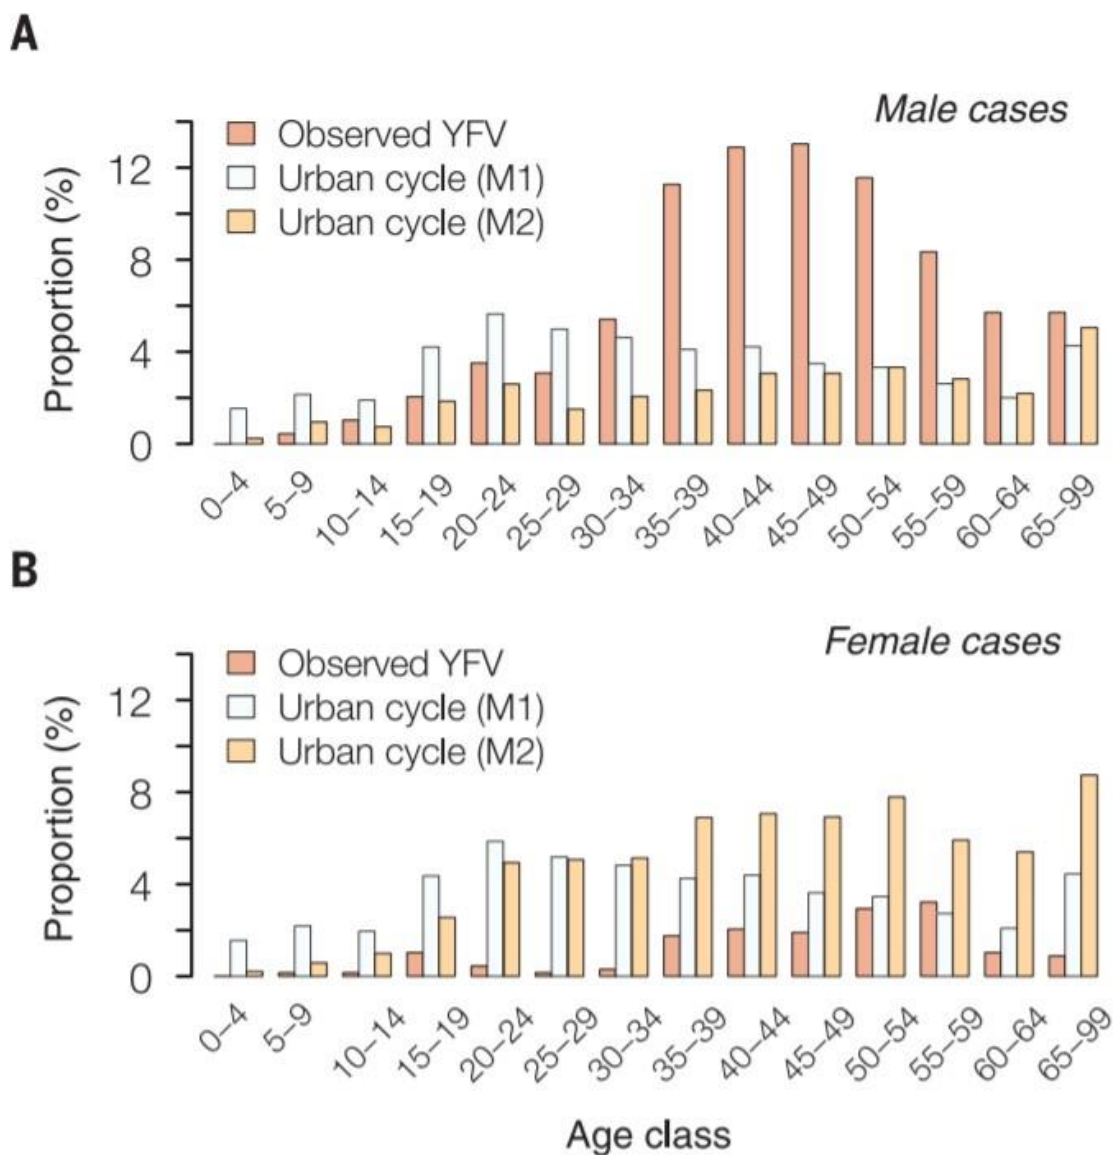 A
Male cases
Observed YFV
Urban cycle (M1)
Urban cycle (M2)
Proportion (%)
12
8
4
0
0–4 5–9 10–14 15–19 20–24 25–29 30–34 35–39 40–44 45–49 50–54 55–59 60–64 65–99
B
Female cases
Observed YFV
Urban cycle (M1)
Urban cycle (M2)
Proportion (%)
12
8
4
0
0–4 5–9 10–14 15–19 20–24 25–29 30–34 35–39 40–44 45–49 50–54 55–59 60–64 65–99
Age class